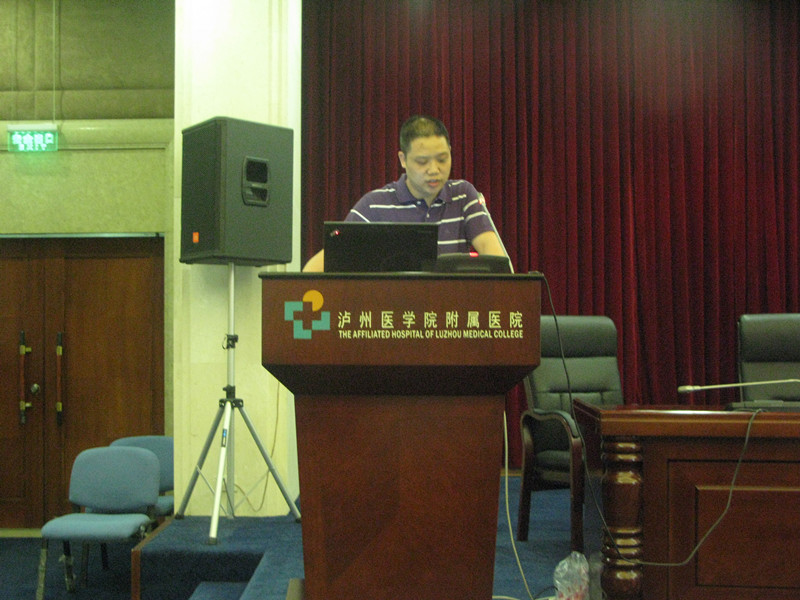 泸州医学院附属医院
THE AFFILIATED HOSPITAL OF LUZHOU MEDICAL COLLEGE